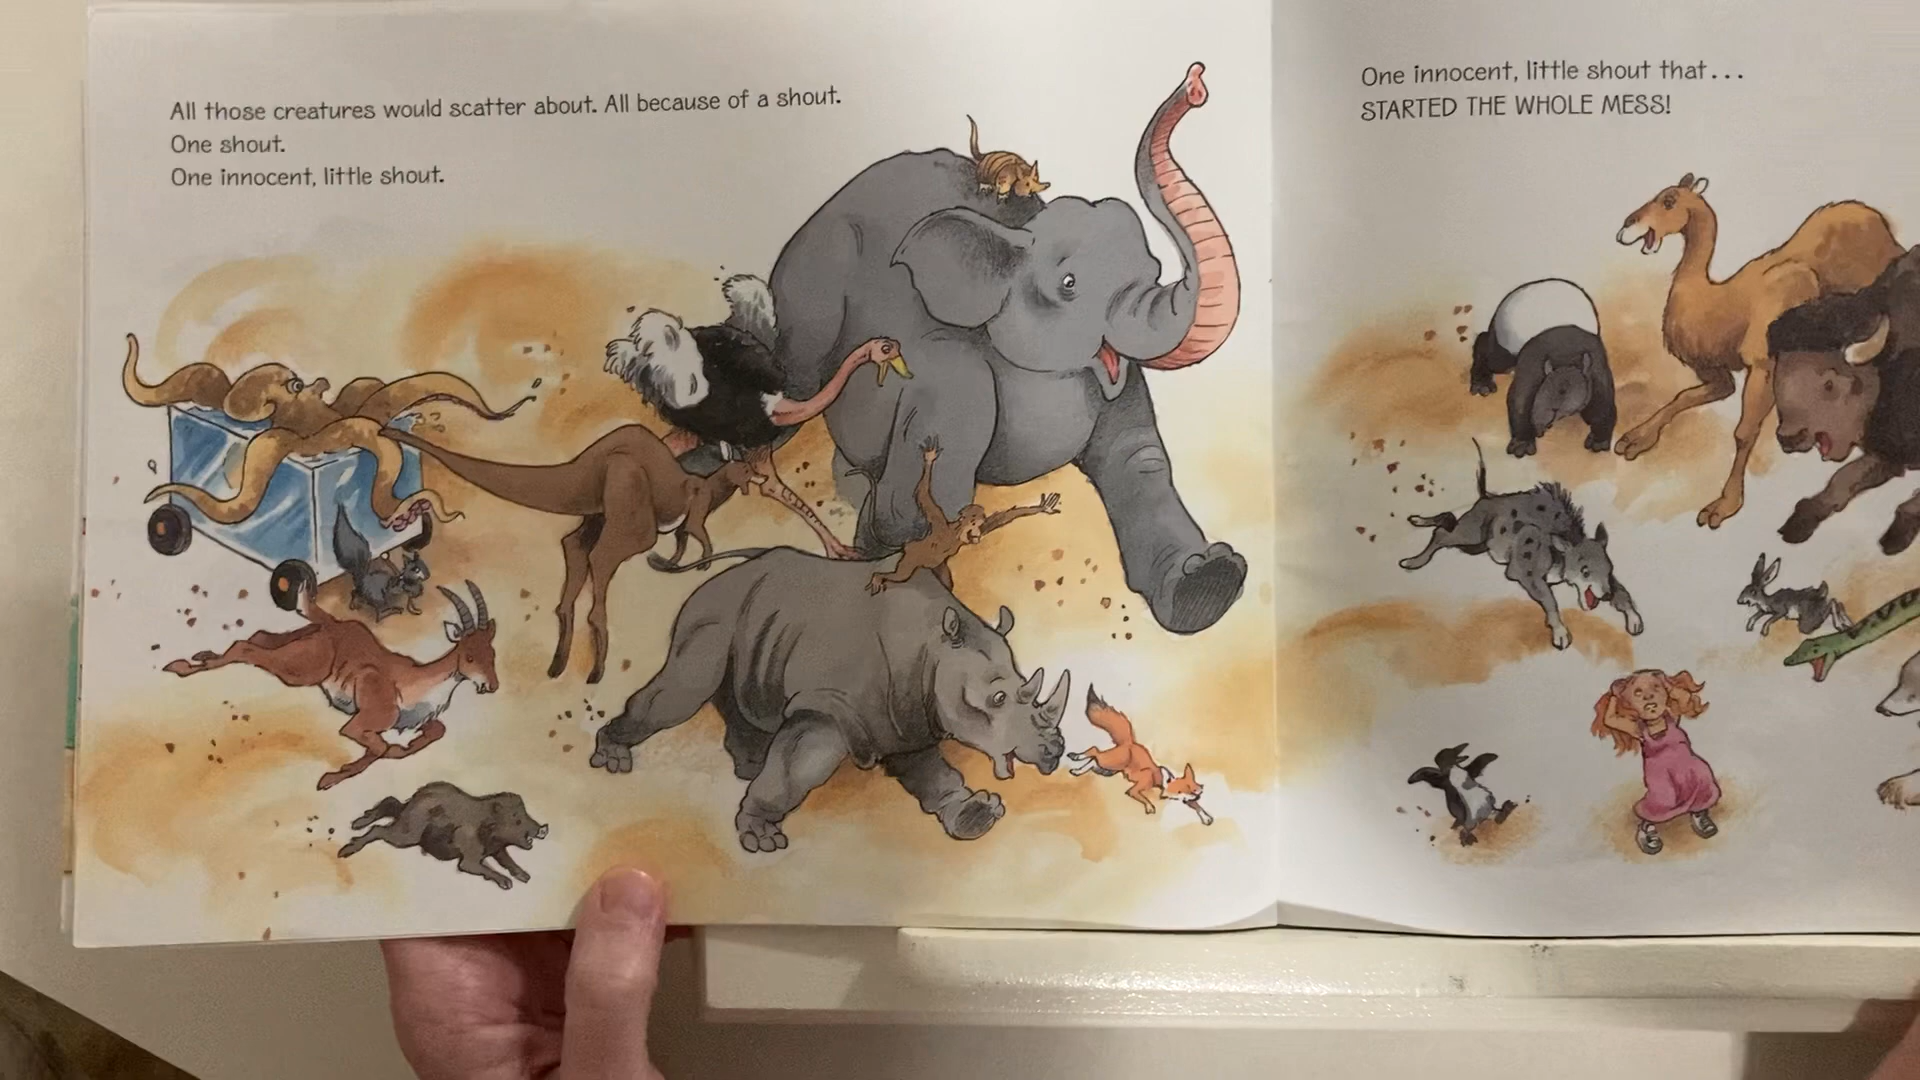 All those creatures would scatter about. All because of a shout.
One shout.
One innocent, little shout.
One innocent, little shout that...
STARTED THE WHOLE MESS!